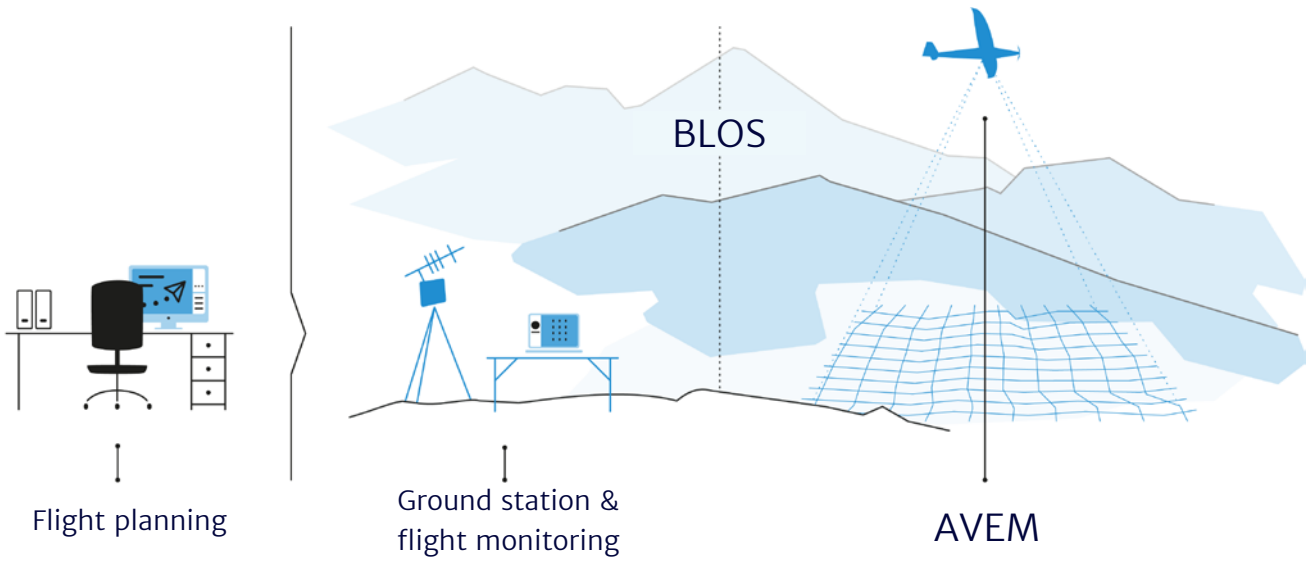 BLOS
Flight planning
Ground station &
flight monitoring
AVEM